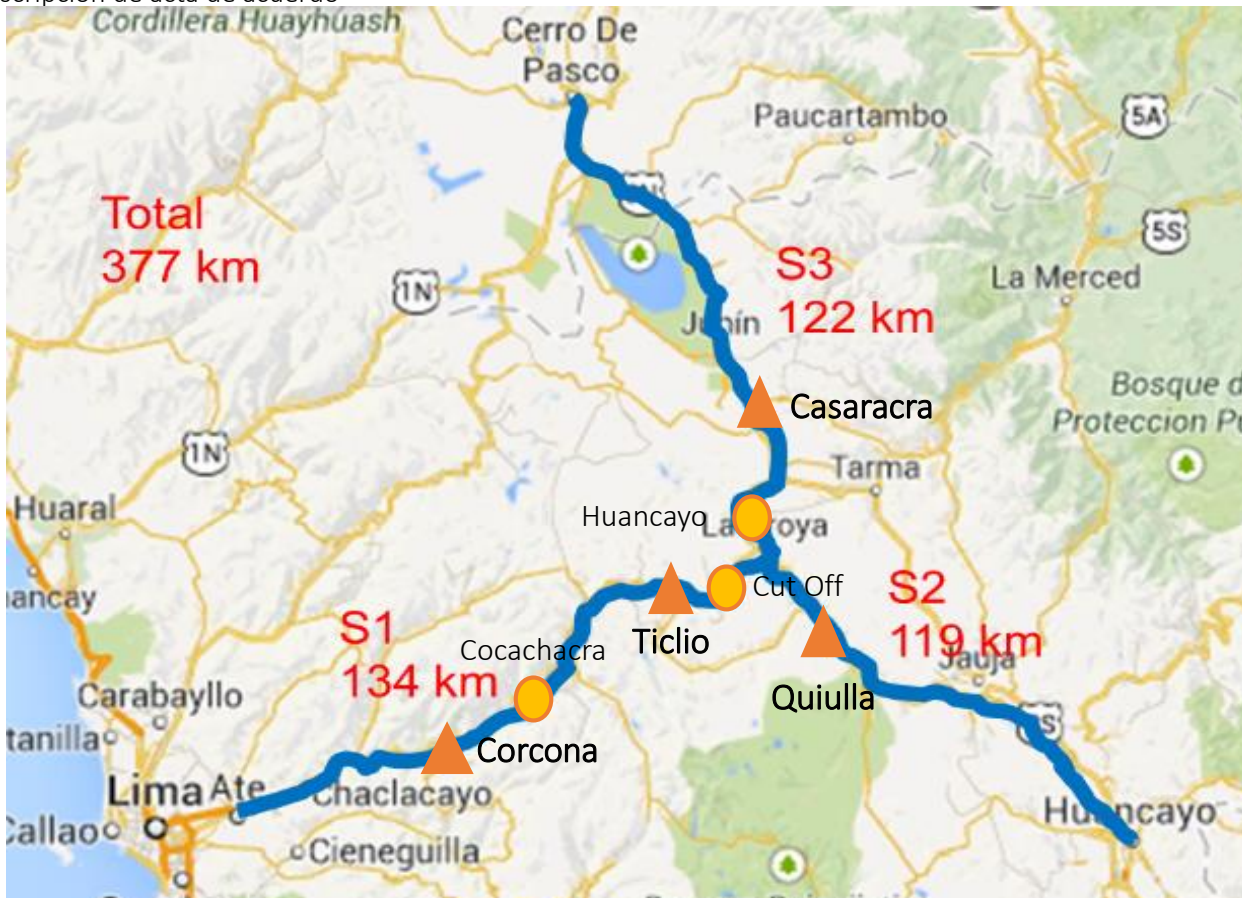 Cordillera Huayhuash
Cerro De
Pasco
Paucartambo
5A
Total
377 km
5S
S3
122 km
La Merced
1N
Junín
Bosque d
Proteccion P
Casaracra
1N
Tarma
Huaral
Huancayo
La Oroya
ancay
Cut Off
S2
119 km
S1
134 km
Cocachacra
Ticlio
Jauja
Carabayllo
Quiulla
tanilla
Corcona
Lima
Ate
Chaclacayo
Callao
Huancayo
Cieneguilla